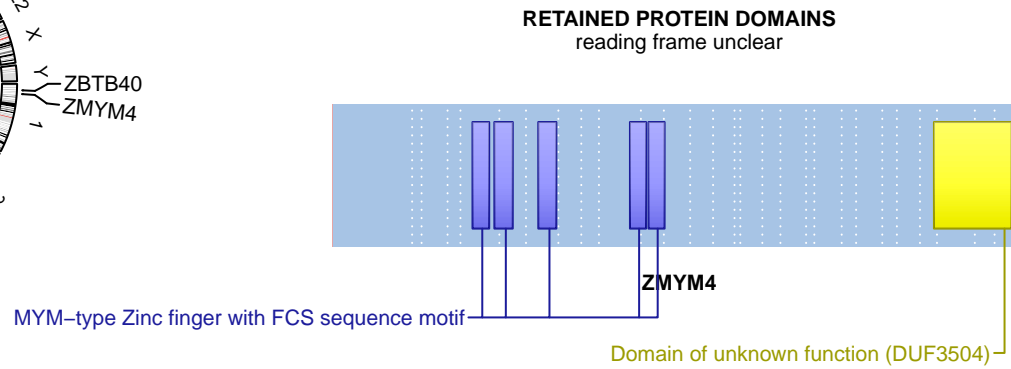 RETAINED PROTEIN DOMAINS
reading frame unclear
X
Y
ZBTB40
ZMYM4
1
ZMYM4
MYM−type Zinc finger with FCS sequence motif
Domain of unknown function (DUF3504)